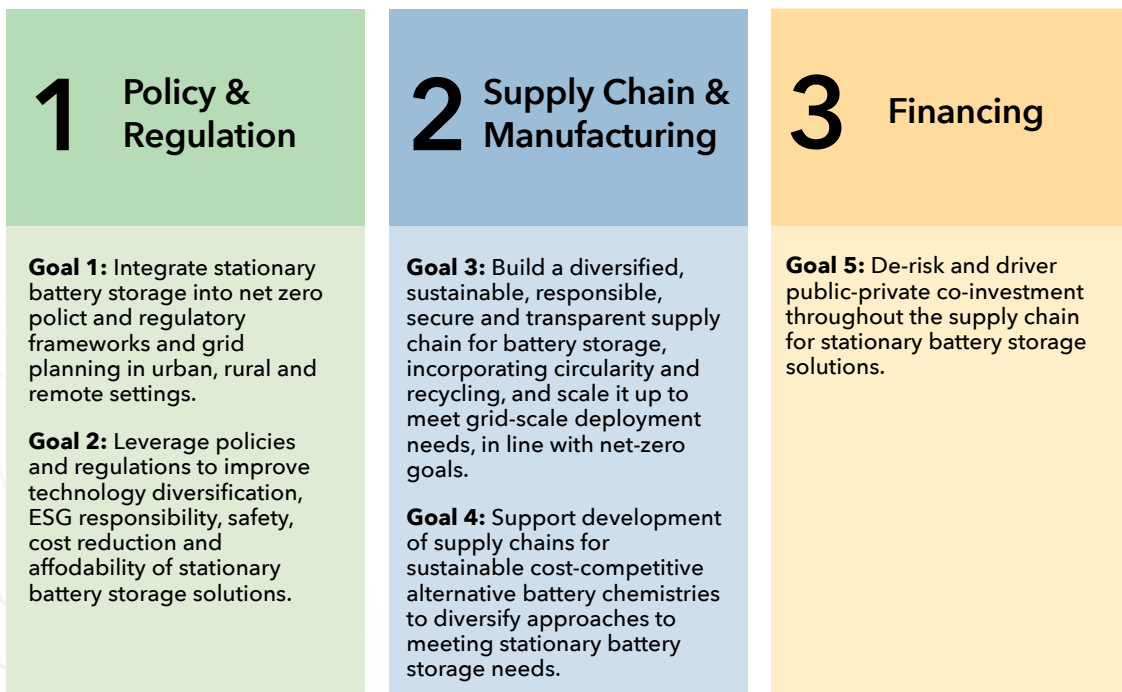 1
Policy &
Regulation
Goal 1: Integrate stationary
battery storage into net zero
polict and regulatory
frameworks and grid
planning in urban, rural and
remote settings.
Goal 2: Leverage policies
and regulations to improve
technology diversification,
ESG responsibility, safety,
cost reduction and
affodability of stationary
battery storage solutions.
2
Supply Chain &
Manufacturing
Goal 3: Build a diversified,
sustainable, responsible,
secure and transparent supply
chain for battery storage,
incorporating circularity and
recycling, and scale it up to
meet grid-scale deployment
needs, in line with net-zero
goals.
Goal 4: Support development
of supply chains for
sustainable cost-competitive
alternative battery chemistries
to diversify approaches to
meeting stationary battery
storage needs.
3
Financing
Goal 5: De-risk and driver
public-private co-investment
throughout the supply chain
for stationary battery storage
solutions.